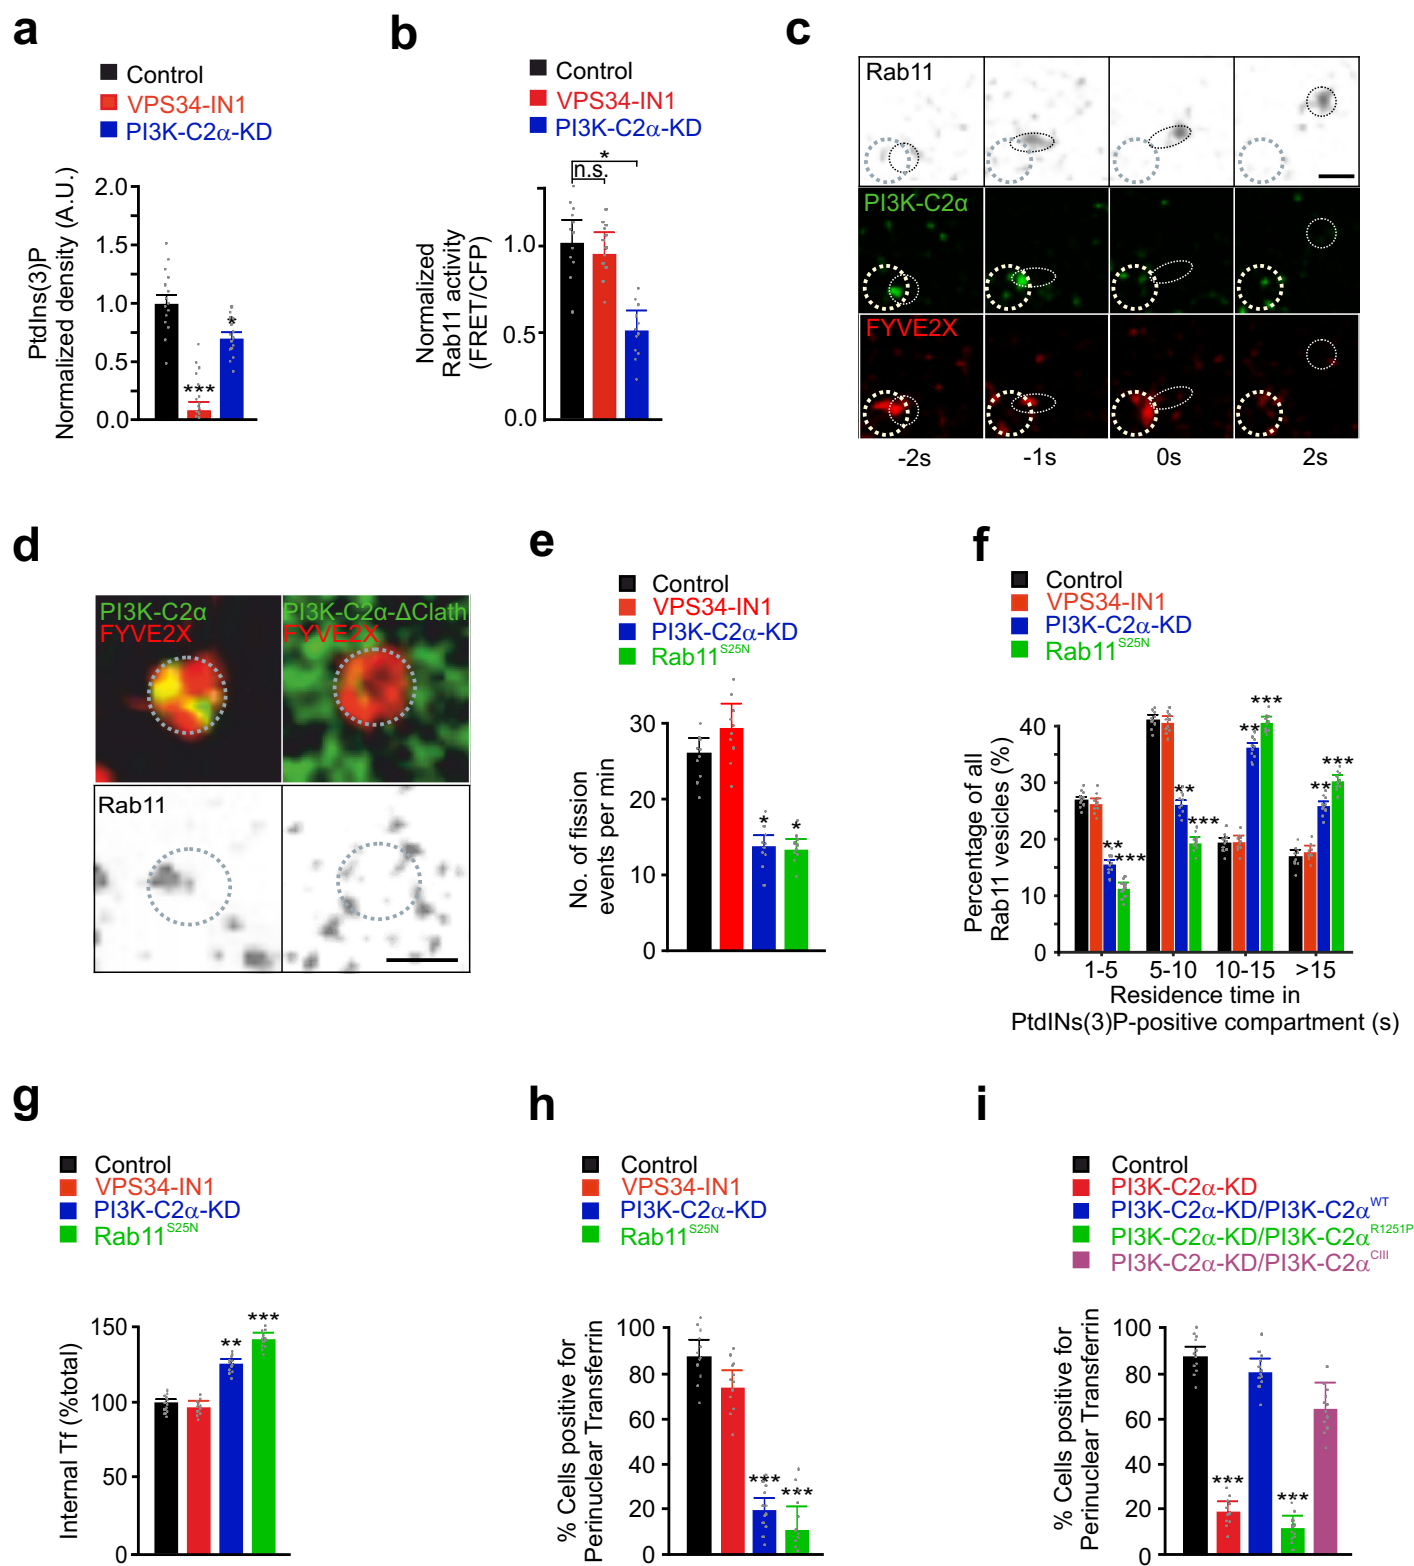 a
Control
VPS34-IN1
PI3K-C2α-KD
PtdIns(3)P
Normalized density (A.U.)
2.0
1.5
1.0
0.5
0.0
***
*
b
Control
VPS34-IN1
PI3K-C2α-KD
Normalized
Rab11 activity
(FRET/CFP)
*
n.s.
1.0
0.5
0.0
c
Rab11
PI3K-C2α
FYVE2X
-2s
-1s
0s
2s
d
PI3K-C2α
FYVE2X
PI3K-C2α-ΔClath
FYVE2X
Rab11
e
Control
VPS34-IN1
PI3K-C2α-KD
Rab11S25N
No. of fission
events per min
30
20
10
0
*
*
f
Control
VPS34-IN1
PI3K-C2α-KD
Rab11S25N
Percentage of all
Rab11 vesicles (%)
40
30
20
10
0
**
***
**
***
**
***
**
***
1-5
5-10
10-15
>15
Residence time in
PtdINs(3)P-positive compartment (s)
g
Control
VPS34-IN1
PI3K-C2α-KD
Rab11S25N
Internal Tf (%total)
150
100
50
0
**
***
h
Control
VPS34-IN1
PI3K-C2α-KD
Rab11S25N
% Cells positive for
Perinuclear Transferrin
100
80
60
40
20
0
***
***
i
Control
PI3K-C2α-KD
PI3K-C2α-KD/PI3K-C2αWT
PI3K-C2α-KD/PI3K-C2αR1251P
PI3K-C2α-KD/PI3K-C2αCIII
% Cells positive for
Perinuclear Transferrin
100
80
60
40
20
0
***
***